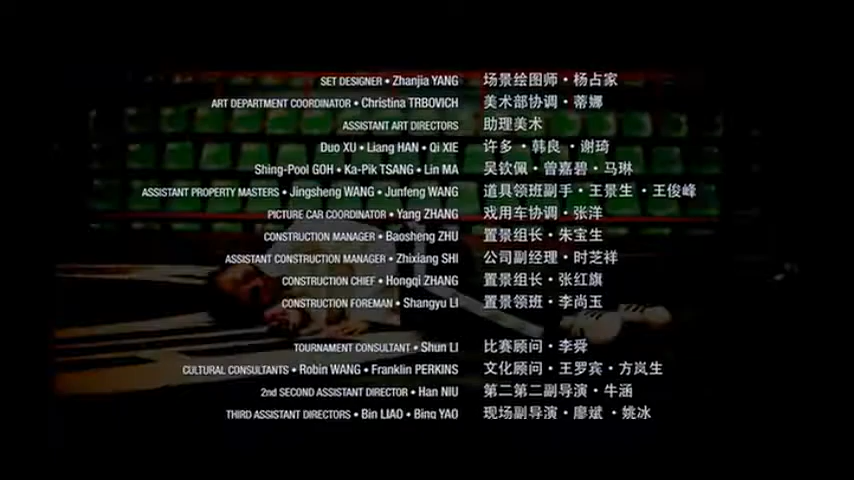 SET DESIGNER • Zhanjia YANG 场景绘图师・杨占家
ART DEPARTMENT COORDINATOR • Christina TRBOVICH 美术部协调・蒂娜
ASSISTANT ART DIRECTORS 助理美术
Duo XU • Liang HAN • Qi XIE 许多・韩良・谢琦
Shing-Pool GOH • Ka-Pik TSANG • Lin MA 吴钦佩・曾嘉碧・马琳
ASSISTANT PROPERTY MASTERS • Jingsheng WANG • Junfeng WANG 道具领班副手・王景生・王俊峰
PICTURE CAR COORDINATOR • Yang ZHANG 戏用车协调・张洋
CONSTRUCTION MANAGER • Baosheng ZHU 置景组长・朱宝生
ASSISTANT CONSTRUCTION MANAGER • Zhixiang SHI 公司副经理・时芝祥
CONSTRUCTION CHIEF • Hongqi ZHANG 置景组长・张红旗
CONSTRUCTION FOREMAN • Shangyu LI 置景领班・李尚玉
TOURNAMENT CONSULTANT • Shun LI 比赛顾问・李舜
CULTURAL CONSULTANTS • Robin WANG • Franklin PERKINS 文化顾问・王罗宾・方岚生
2nd SECOND ASSISTANT DIRECTOR • Han NIU 第二第二副导演・牛涵
THIRD ASSISTANT DIRECTORS • Bin LIAO • Bing YAO 现场副导演・廖斌・姚冰